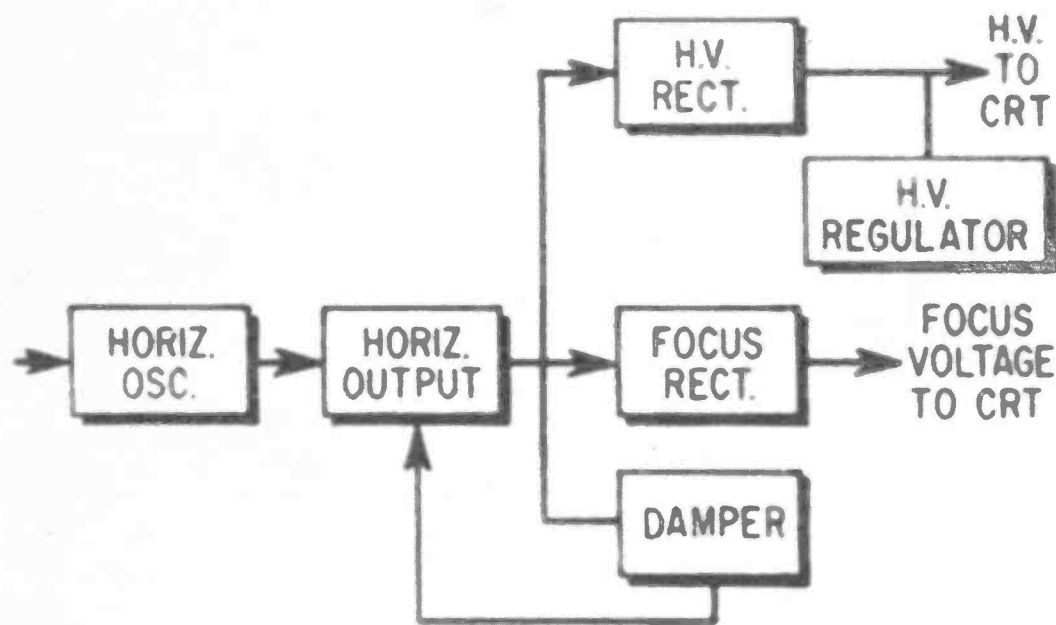 H.V.
RECT.
H.V.
TO
CRT
H.V.
REGULATOR
HORIZ.
OSC.
HORIZ.
OUTPUT
FOCUS
RECT.
FOCUS
VOLTAGE
TO CRT
DAMPER